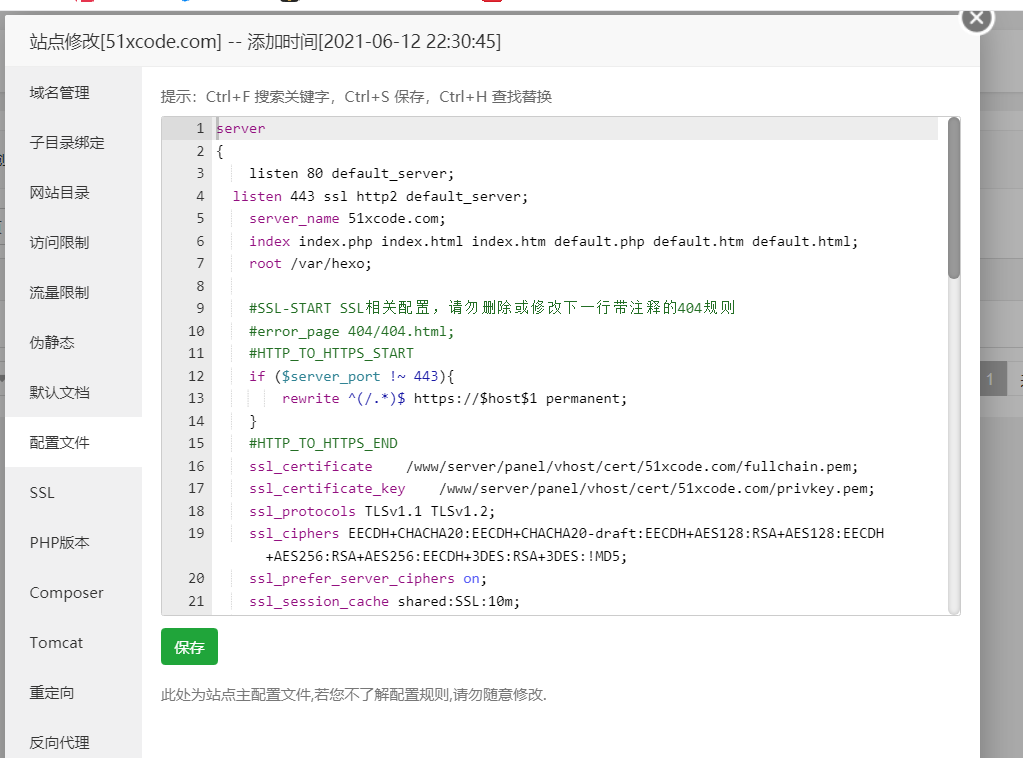 站点修改[51xcode.com] -- 添加时间[2021-06-12 22:30:45]
域名管理
子目录绑定
网站目录
访问限制
流量限制
伪静态
默认文档
配置文件
SSL
PHP版本
Composer
Tomcat
重定向
反向代理
提示：Ctrl+F 搜索关键字，Ctrl+S 保存，Ctrl+H 查找替换
1 server
2 {
3 listen 80 default_server;
4 listen 443 ssl http2 default_server;
5 server_name 51xcode.com;
6 index index.php index.html index.htm default.php default.htm default.html;
7 root /var/hexo;
8
9 #SSL-START SSL相关配置，请勿删除或修改下一行带注释的404规则
10 #error_page 404/404.html;
11 #HTTP_TO_HTTPS_START
12 if ($server_port !~ 443){
13 rewrite ^(/.*)$ https://$host$1 permanent;
14 }
15 #HTTP_TO_HTTPS_END
16 ssl_certificate /www/server/panel/vhost/cert/51xcode.com/fullchain.pem;
17 ssl_certificate_key /www/server/panel/vhost/cert/51xcode.com/privkey.pem;
18 ssl_protocols TLSv1.1 TLSv1.2;
19 ssl_ciphers EECDH+CHACHA20:EECDH+CHACHA20-draft:EECDH+AES128:RSA+AES128:EECDH
+AES256:RSA+AES256:EECDH+3DES:RSA+3DES:!MD5;
20 ssl_prefer_server_ciphers on;
21 ssl_session_cache shared:SSL:10m;
保存
此处为站点主配置文件,若您不了解配置规则,请勿随意修改.
1